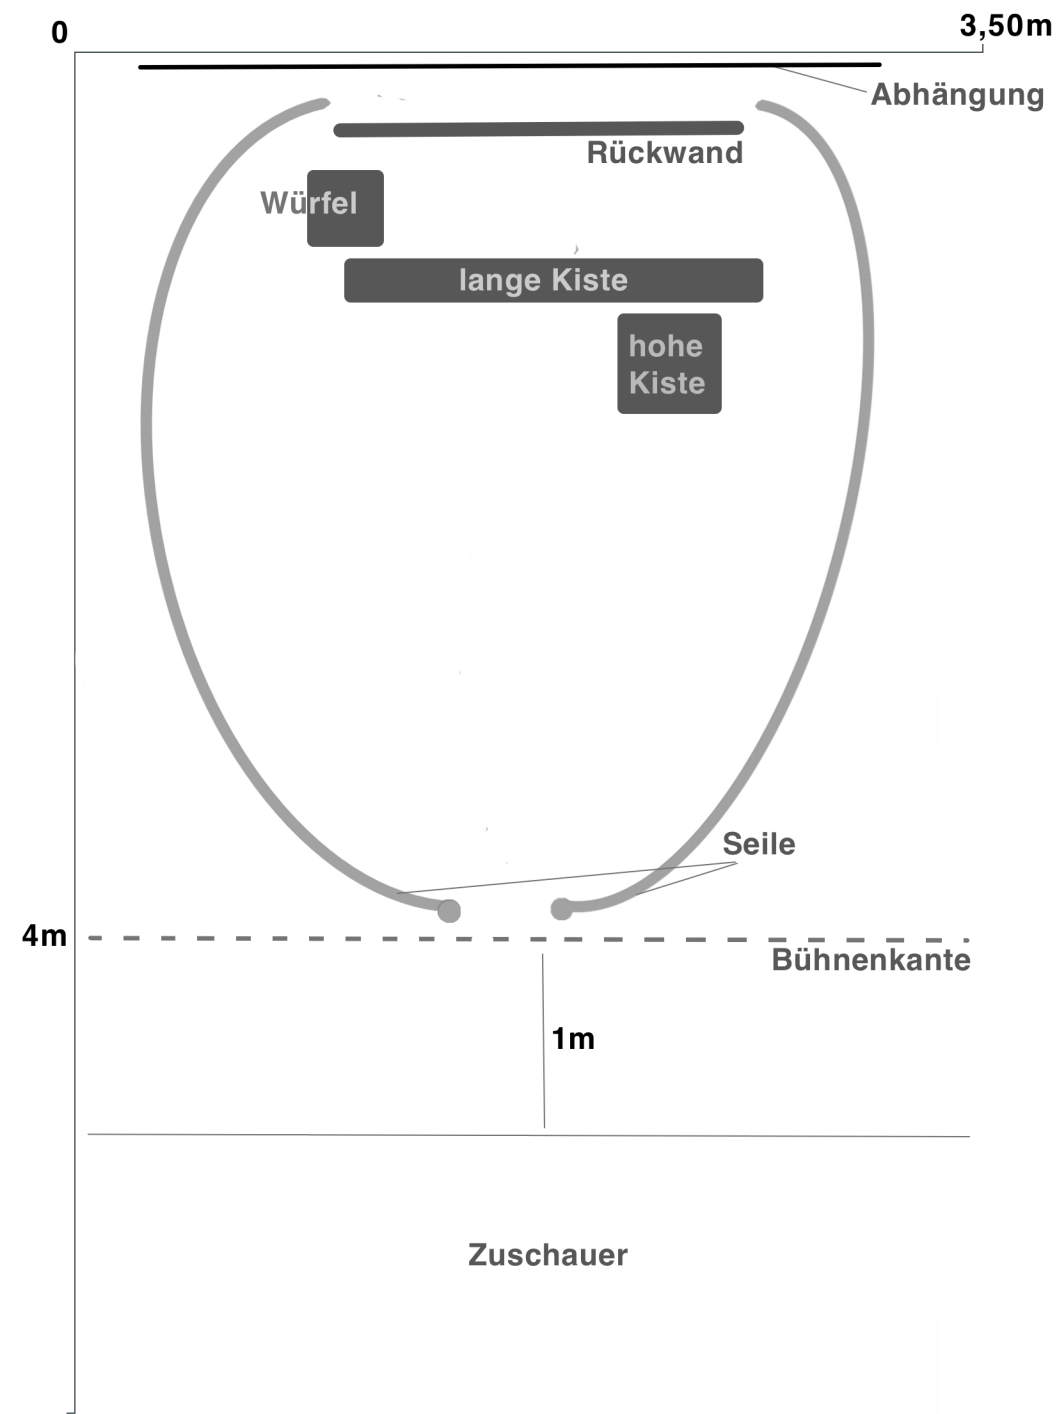 0
3,50m
Abhängung
Rückwand
Würfel
lange Kiste
hohe
Kiste
Seile
4m
Bühnenkante
1m
Zuschauer